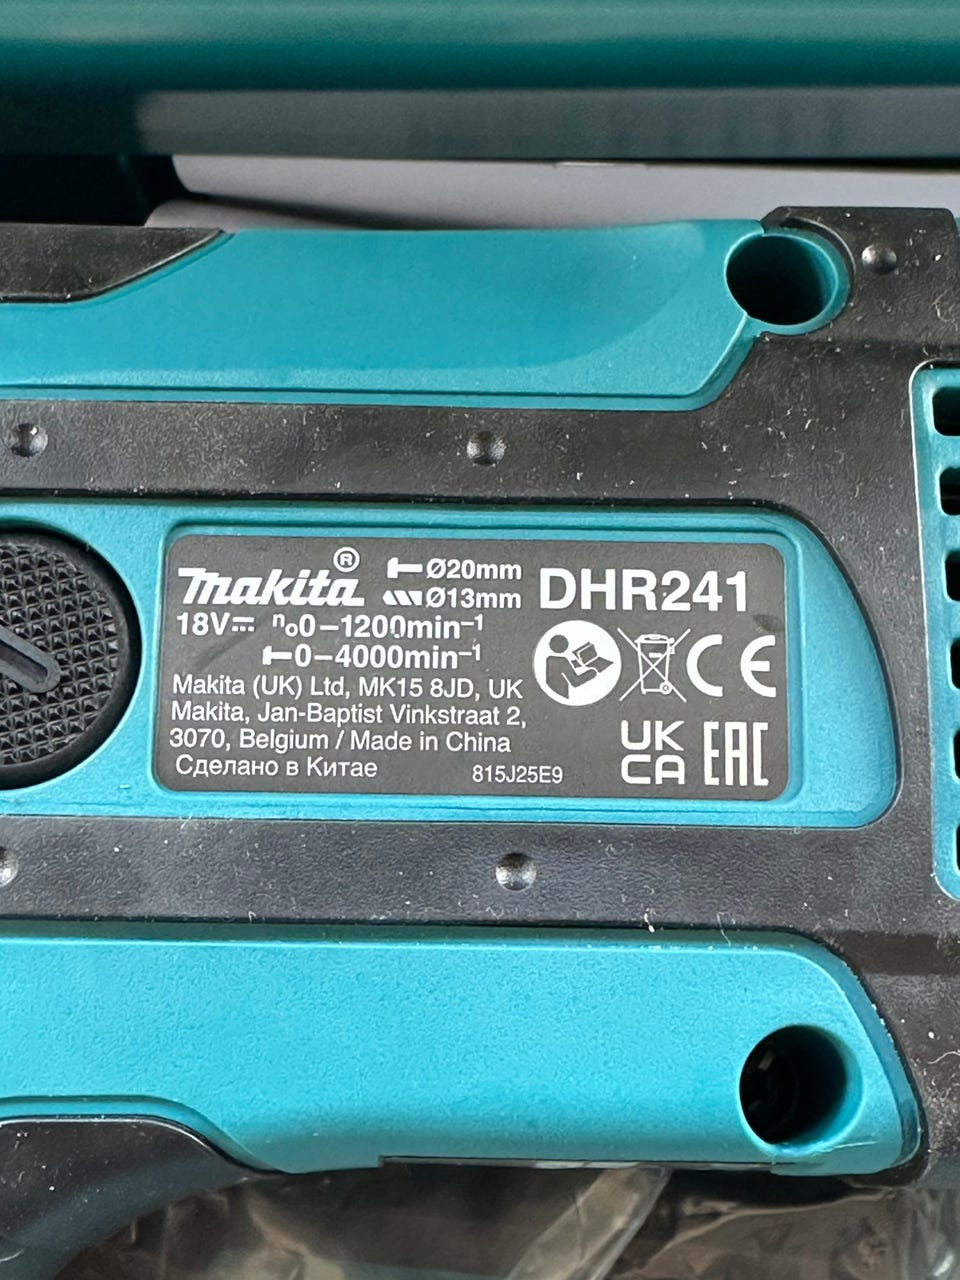 makita® Ø20mm DHR241
Ø13mm
18V⎓ n₀0–1200min⁻¹
0–4000min⁻¹
Makita (UK) Ltd, MK15 8JD, UK
Makita, Jan-Baptist Vinkstraat 2,
3070, Belgium / Made in China
Сделано в Китае 815J25E9
CE
UK
CA
EAC